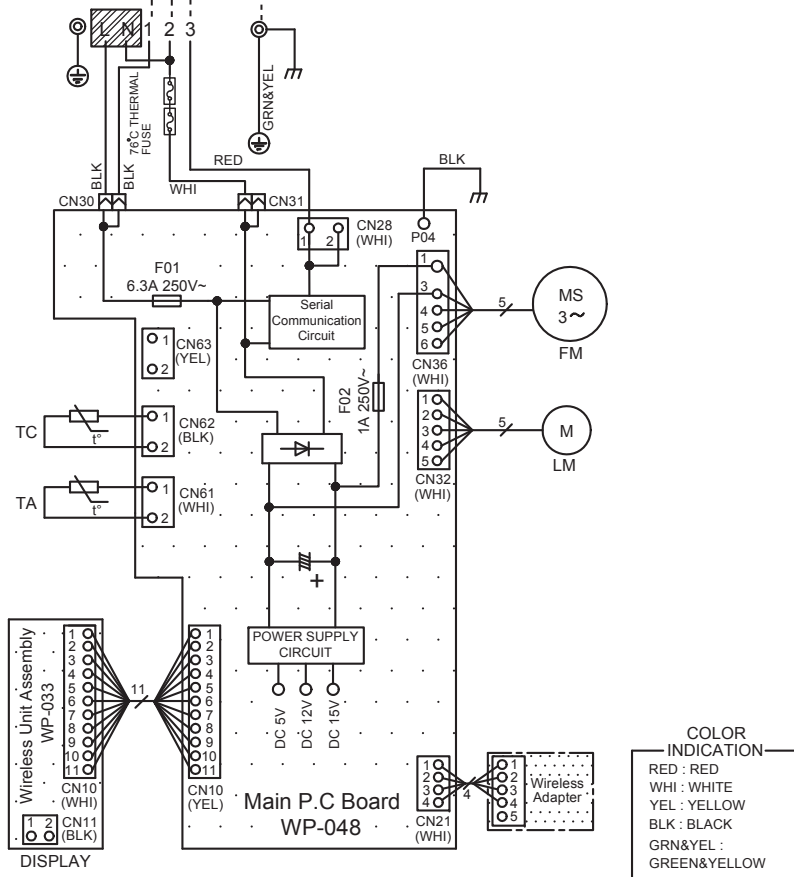 L N 1 2 3
76°C THERMAL
FUSE
GRN&YEL
BLK
BLK
RED
WHI
BLK
CN30
CN31
CN28
(WHI)
1 2
P04
F01
6.3A 250V~
Serial
Communication
Circuit
1
3
4
5
6
CN36
(WHI)
5
MS
3~
FM
1
2
CN63
(YEL)
F02
1A 250V~
TC
t°
1
2
CN62
(BLK)
1
2
3
4
5
CN32
(WHI)
5
M
LM
TA
t°
1
2
CN61
(WHI)
+
POWER SUPPLY
CIRCUIT
DC 5V
DC 12V
DC 15V
Wireless Unit Assembly
WP-033
1
2
3
4
5
6
7
8
9
10
11
CN10
(WHI)
11
1
2
3
4
5
6
7
8
9
10
11
CN10
(YEL)
1 2
CN11
(BLK)
DISPLAY
Main P.C Board
WP-048
1
2
3
4
CN21
(WHI)
4
1
2
3
4
5
Wireless
Adapter
COLOR
INDICATION
RED : RED
WHI : WHITE
YEL : YELLOW
BLK : BLACK
GRN&YEL :
GREEN&YELLOW